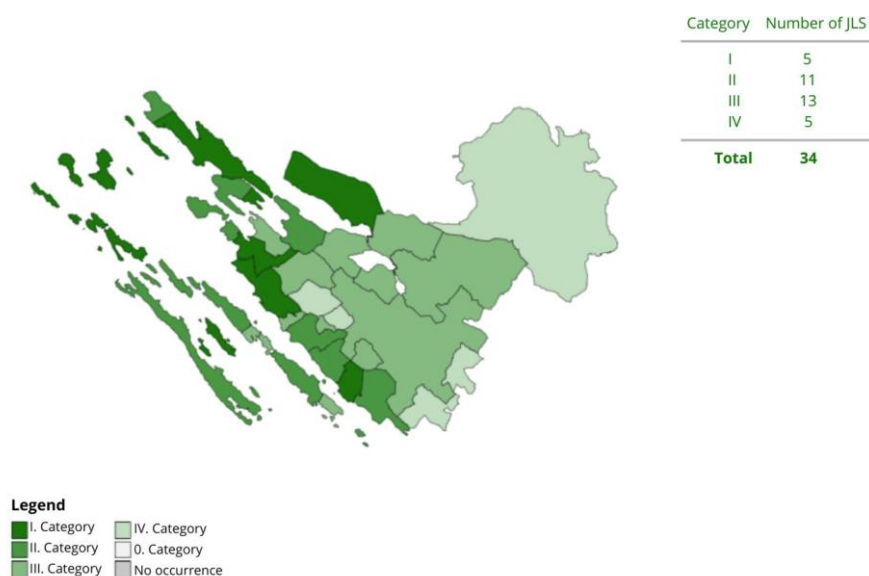 Category Number of JLS
I 5
II 11
III 13
IV 5
Total 34
Legend
I. Category
II. Category
III. Category
IV. Category
0. Category
No occurrence